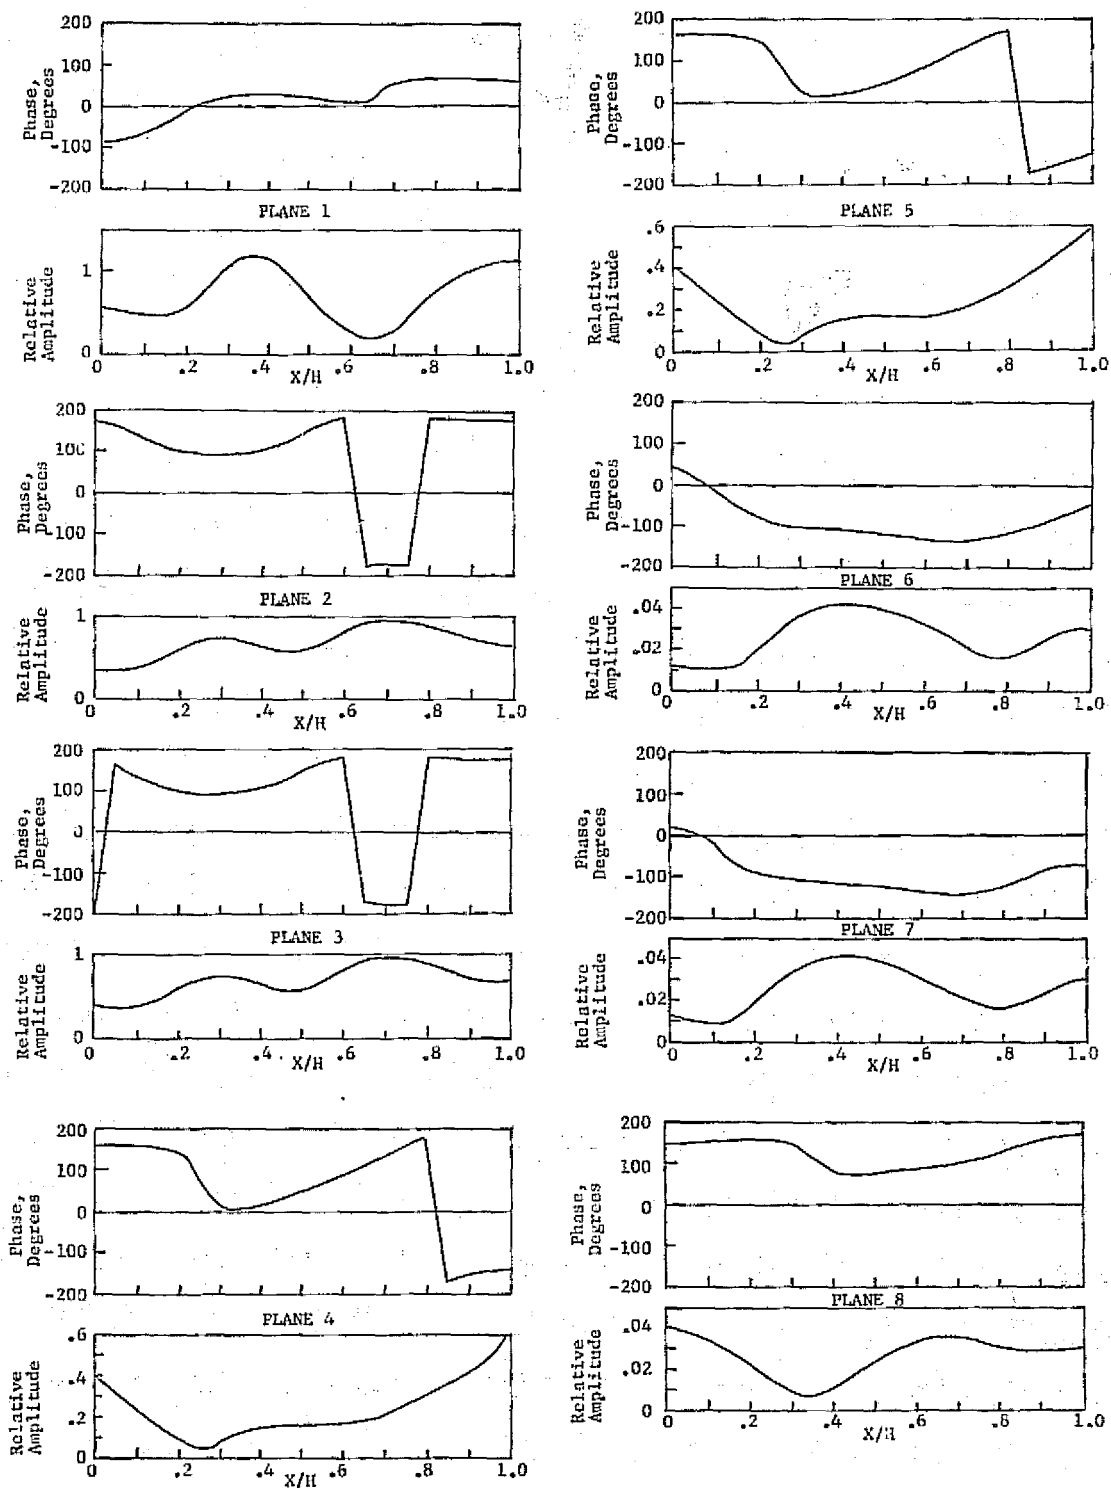 200
100
0
-100
-200
Phase,
Degrees
PLANE 1
1
0
Relative
Amplitude
0 .2 .4 .6 .8 1.0
X/H
200
100
0
-100
-200
Phase,
Degrees
PLANE 2
1
0
Relative
Amplitude
0 .2 .4 .6 .8 1.0
X/H
200
100
0
-100
-200
Phase,
Degrees
PLANE 3
1
0
Relative
Amplitude
0 .2 .4 .6 .8 1.0
X/H
200
100
0
-100
-200
Phase,
Degrees
PLANE 4
.6
.4
.2
0
Relative
Amplitude
0 .2 .4 .6 .8 1.0
X/H
200
100
0
-100
-200
Phase,
Degrees
PLANE 5
.6
.4
.2
0
Relative
Amplitude
0 .2 .4 .6 .8 1.0
X/H
200
100
0
-100
-200
Phase,
Degrees
PLANE 6
.04
.02
0
Relative
Amplitude
0 .2 .4 .6 .8 1.0
X/H
200
100
0
-100
-200
Phase,
Degrees
PLANE 7
.04
.02
0
Relative
Amplitude
0 .2 .4 .6 .8 1.0
X/H
200
100
0
-100
-200
Phase,
Degrees
PLANE 8
.04
.02
0
Relative
Amplitude
0 .2 .4 .6 .8 1.0
X/H